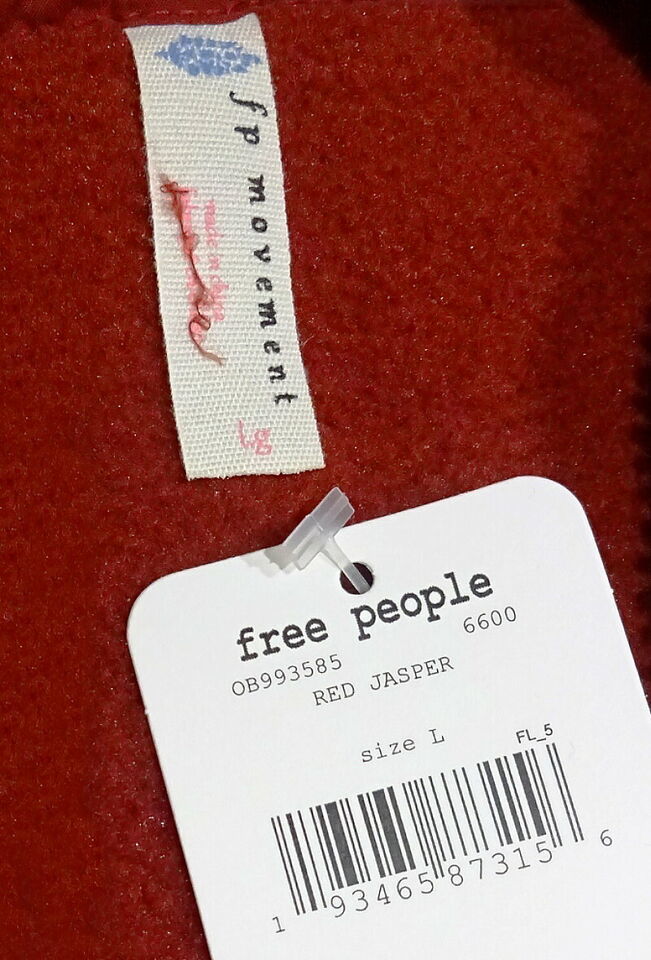 fp movement
free people
OB993585 6600
RED JASPER
size L
FL_5
1 93465 87315 6